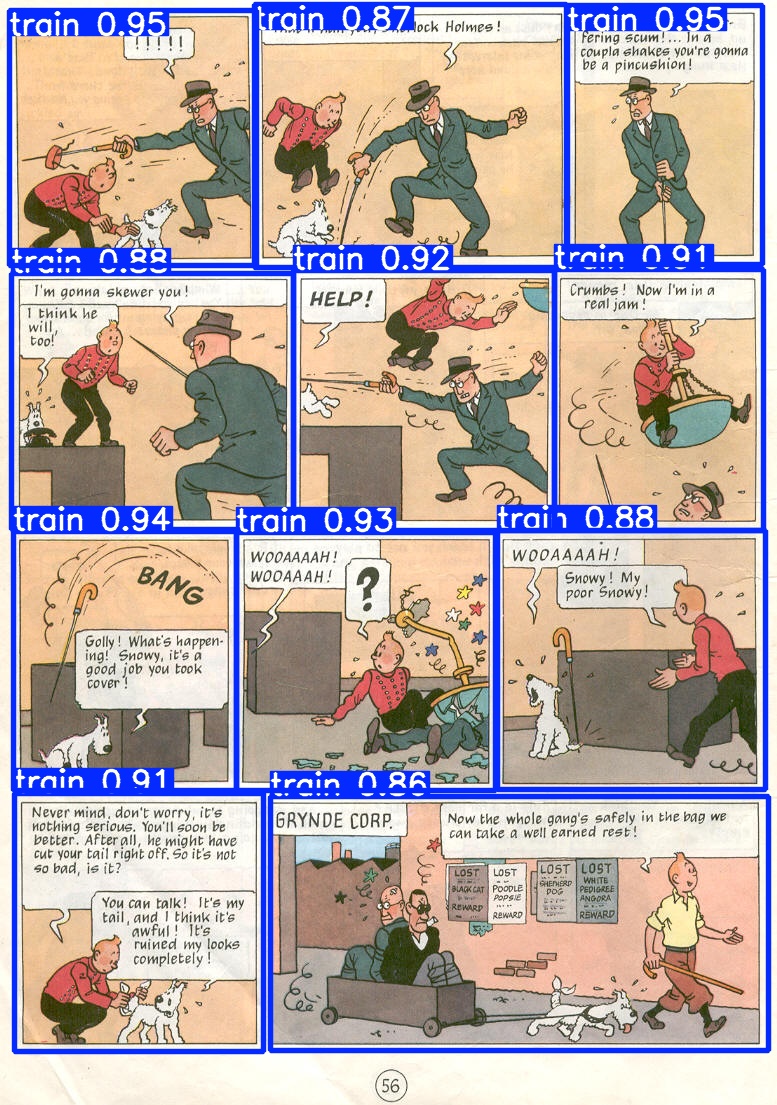 train 0.95
train 0.87
train 0.95
!!!!!
Holmes!
fering scum!... In a
coupla shakes you're gonna
be a pincushion!
train 0.88
train 0.92
train 0.91
I'm gonna skewer you!
I think he
will,
too!
HELP!
Crumbs! Now I'm in a
real jam!
train 0.94
train 0.93
train 0.88
BANG
Golly! What's happen-
ing! Snowy, it's a
good job you took
cover!
WOOAAAAH!
WOOAAAH!
?
WOOAAAAH!
Snowy! My
poor Snowy!
train 0.91
train 0.86
Never mind, don't worry, it's
nothing serious. You'll soon be
better. After all, he might have
cut your tail right off. So it's not
so bad, is it?
You can talk! It's my
tail, and I think it's
awful! It's
ruined my looks
completely!
GRYNDE CORP.
Now the whole gang's safely in the bag we
can take a well earned rest!
LOST
BLACK CAT
REWARD
LOST
POODLE
POPSIE
REWARD
LOST
SHEPHERD
DOG
REWARD
LOST
WHITE
PEDIGREE
ANGORA
REWARD
56